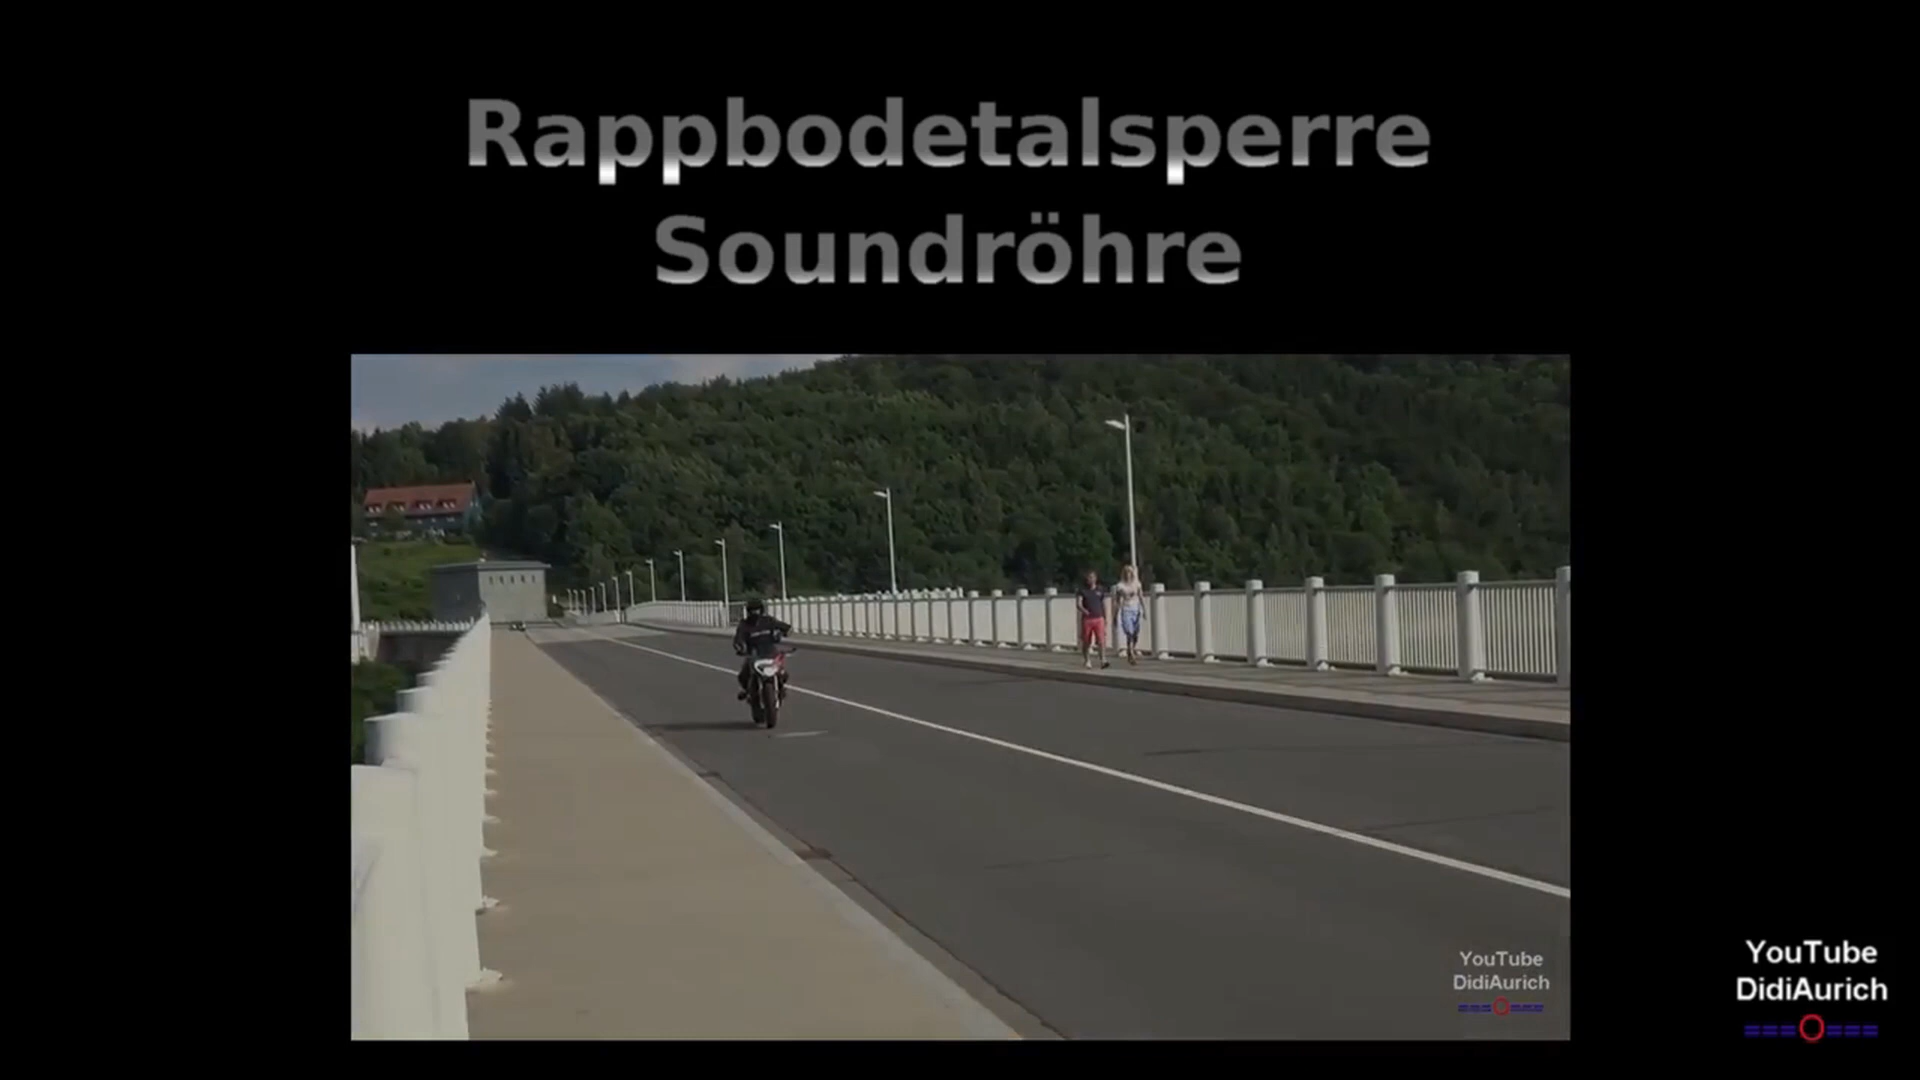 Rappbodetalsperre
Soundröhre
YouTube
DidiAurich
===O===
YouTube
DidiAurich
===O===